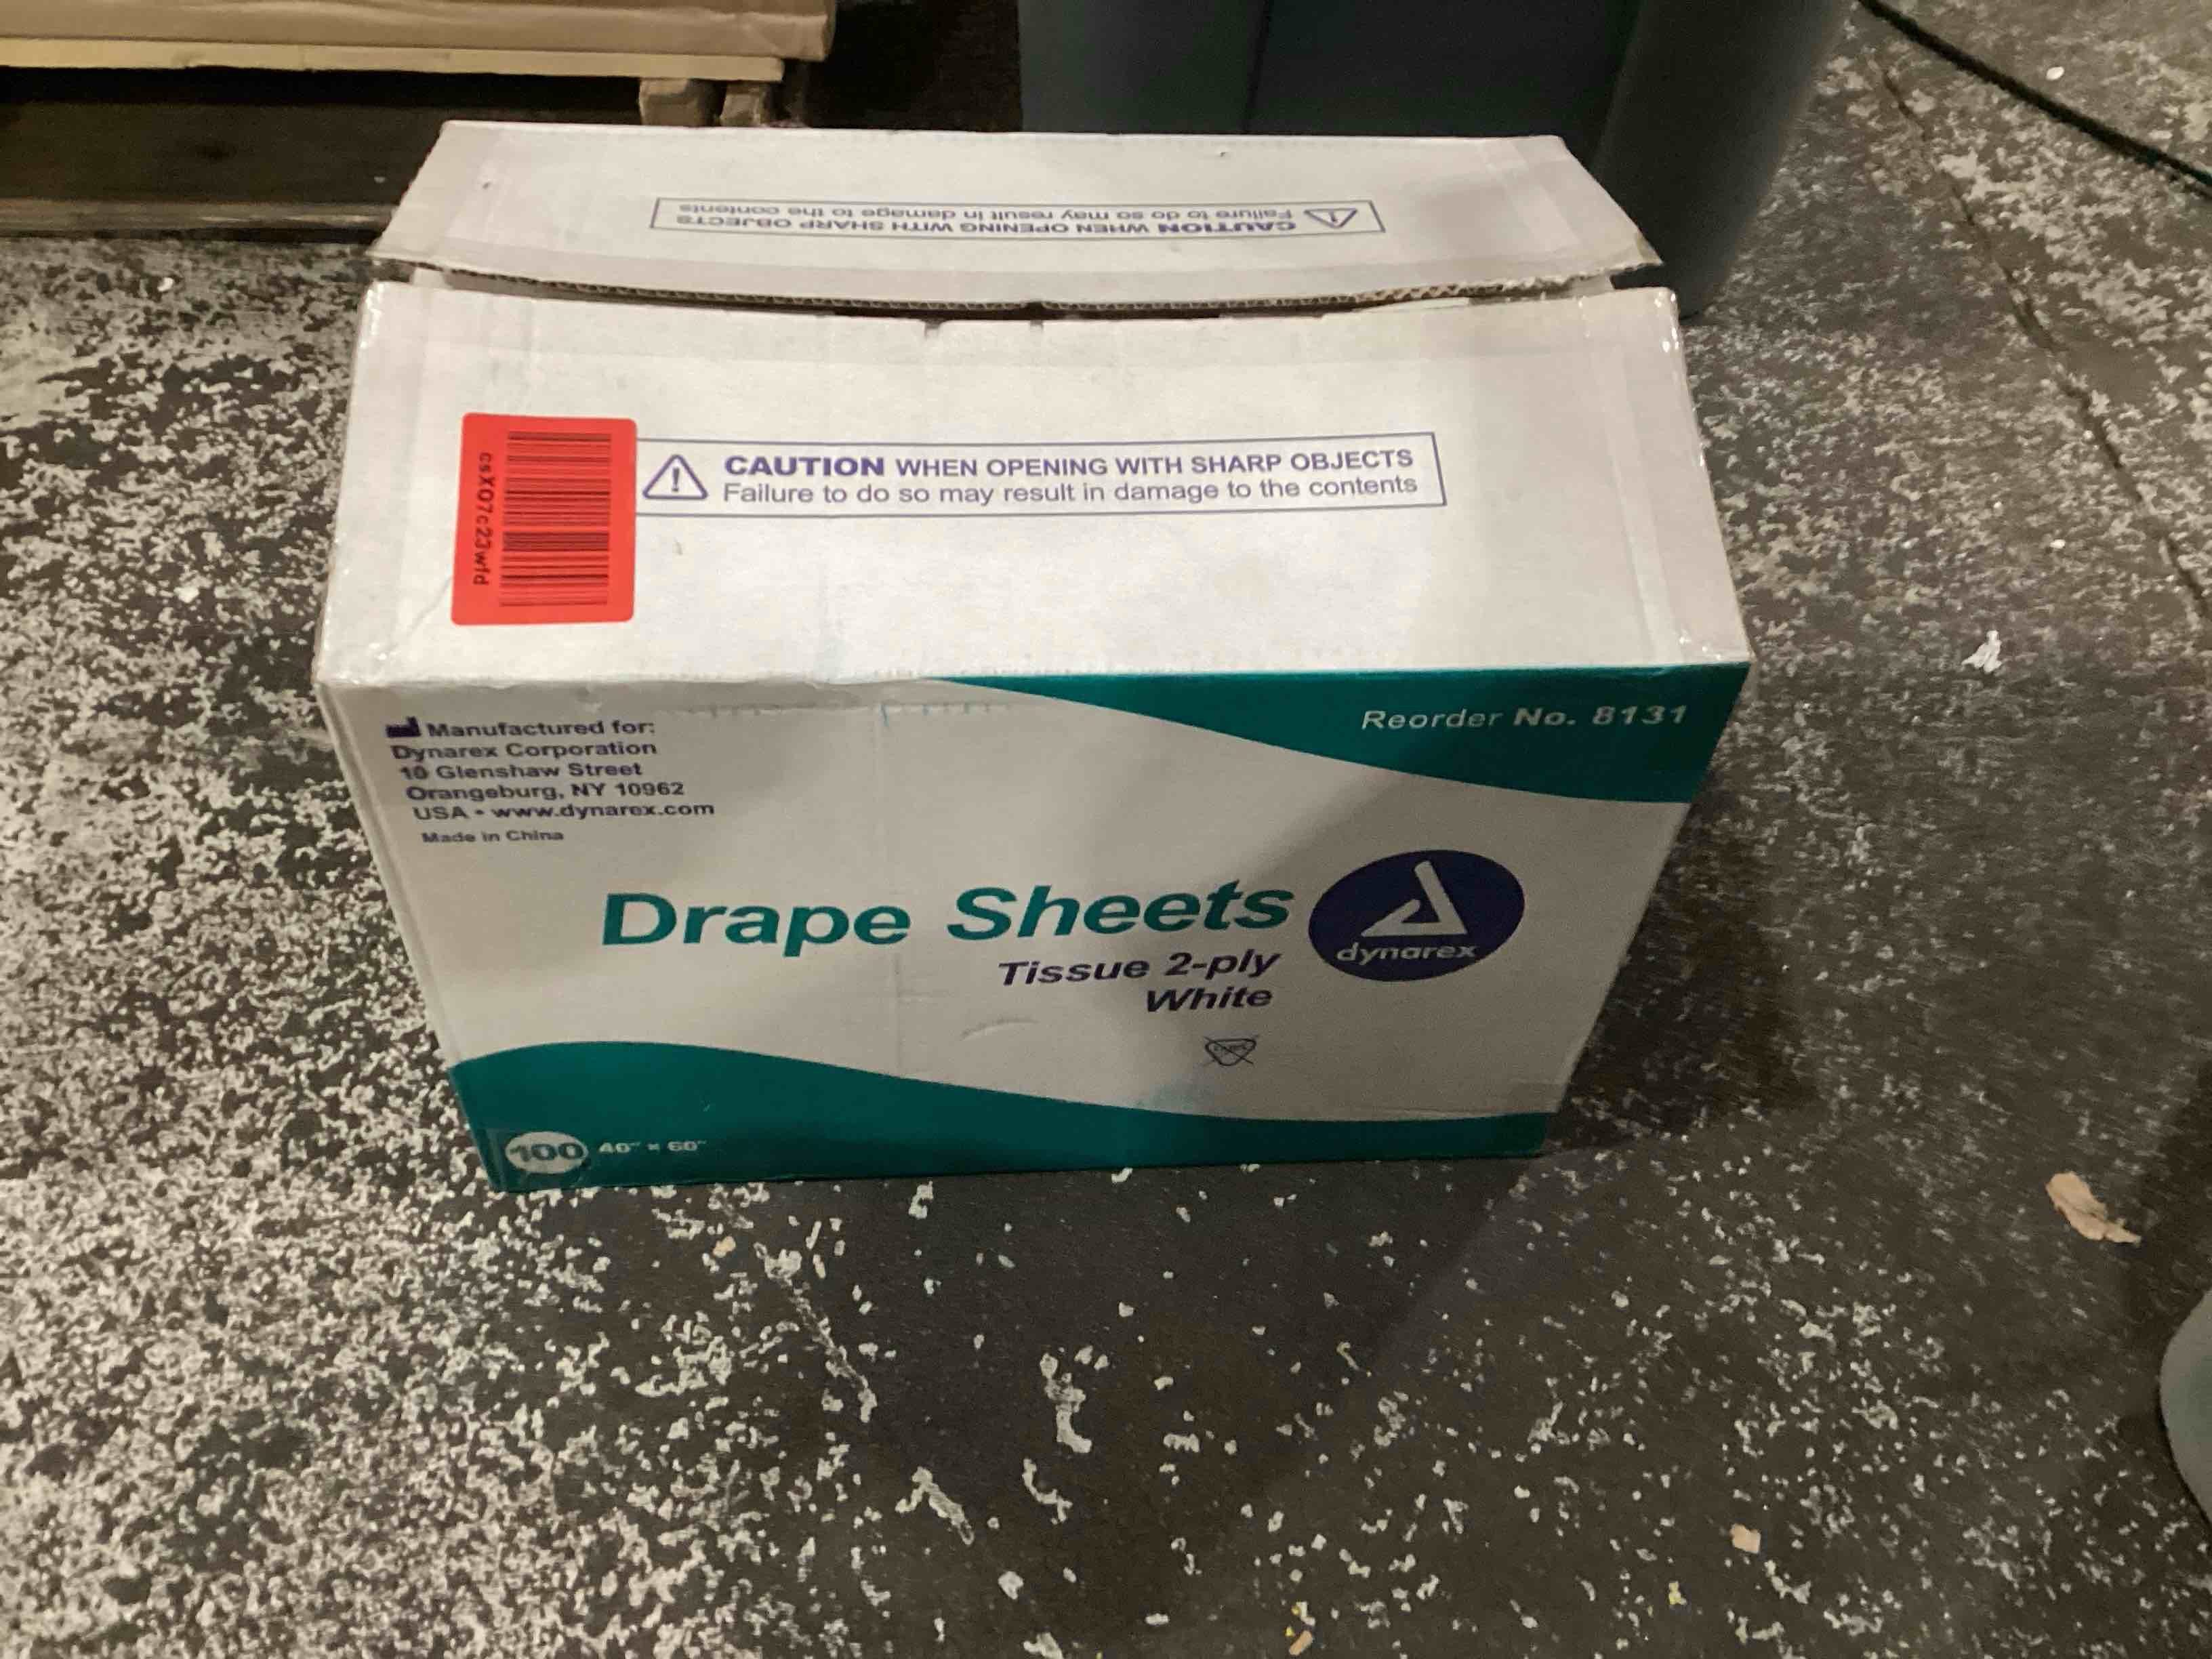 CAUTION WHEN OPENING WITH SHARP OBJECTS
Failure to do so may result in damage to the contents
csX07c23wfd
CAUTION WHEN OPENING WITH SHARP OBJECTS
Failure to do so may result in damage to the contents
Manufactured for:
Dynarex Corporation
10 Glenshaw Street
Orangeburg, NY 10962
USA • www.dynarex.com
Made in China
Reorder No. 8131
Drape Sheets
Tissue 2-ply
White
dynarex
100 40" x 60"